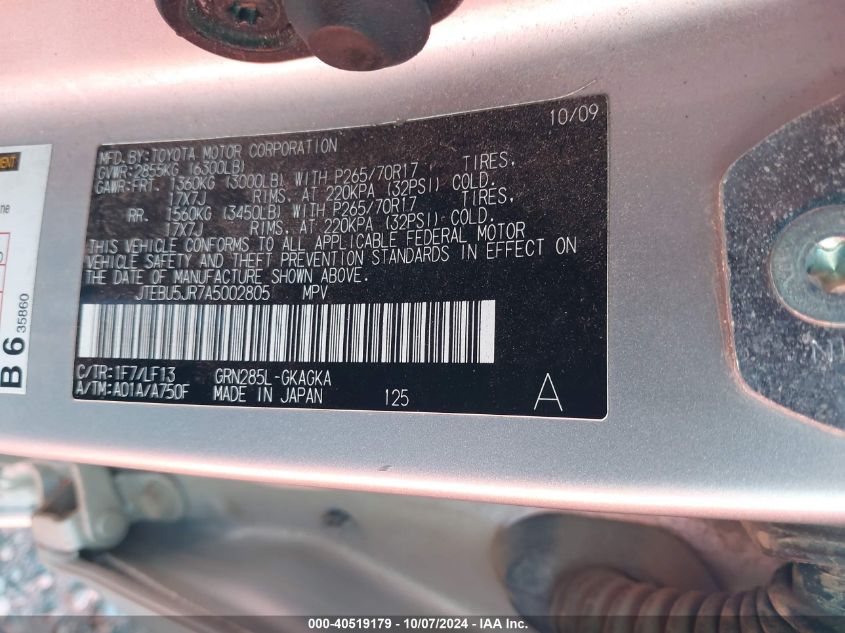 10/09
MFD.BY:TOYOTA MOTOR CORPORATION
GVWR:2855KG (6300LB)
GAWR:FRT. 1360KG (3000LB) WITH P265/70R17 TIRES,
17X7J RIMS, AT 220KPA (32PSI) COLD.
RR. 1560KG (3450LB) WITH P265/70R17 TIRES,
17X7J RIMS, AT 220KPA (32PSI) COLD.
THIS VEHICLE CONFORMS TO ALL APPLICABLE FEDERAL MOTOR
VEHICLE SAFETY AND THEFT PREVENTION STANDARDS IN EFFECT ON
THE DATE OF MANUFACTURE SHOWN ABOVE.
JTEBU5JR7A5002805 MPV
C/TR:1F7/LF13 GRN285L-GKAGKA
A/TM:A01A/A750F MADE IN JAPAN 125 A
B6
35860
000-40519179 - 10/07/2024 - IAA Inc.